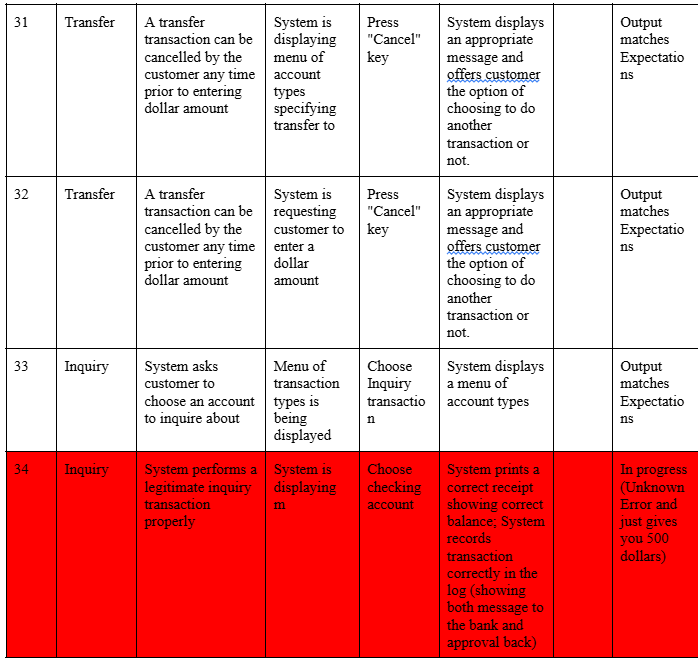 31
Transfer
A transfer
transaction can be
cancelled by the
customer any time
prior to entering
dollar amount
System is
displaying
menu of
account
types
specifying
transfer to
Press
"Cancel"
key
System displays
an appropriate
message and
offers customer
the option of
choosing to do
another
transaction or
not.
Output
matches
Expectatio
ns
32
Transfer
A transfer
transaction can be
cancelled by the
customer any time
prior to entering
dollar amount
System is
requesting
customer to
enter a
dollar
amount
Press
"Cancel"
key
System displays
an appropriate
message and
offers customer
the option of
choosing to do
another
transaction or
not.
Output
matches
Expectatio
ns
33
Inquiry
System asks
customer to
choose an account
to inquire about
Menu of
transaction
types is
being
displayed
Choose
Inquiry
transactio
n
System displays
a menu of
account types
Output
matches
Expectatio
ns
34
Inquiry
System performs a
legitimate inquiry
transaction
properly
System is
displaying
m
Choose
checking
account
System prints a
correct receipt
showing correct
balance; System
records
transaction
correctly in the
log (showing
both message to
the bank and
approval back)
In progress
(Unknown
Error and
just gives
you 500
dollars)